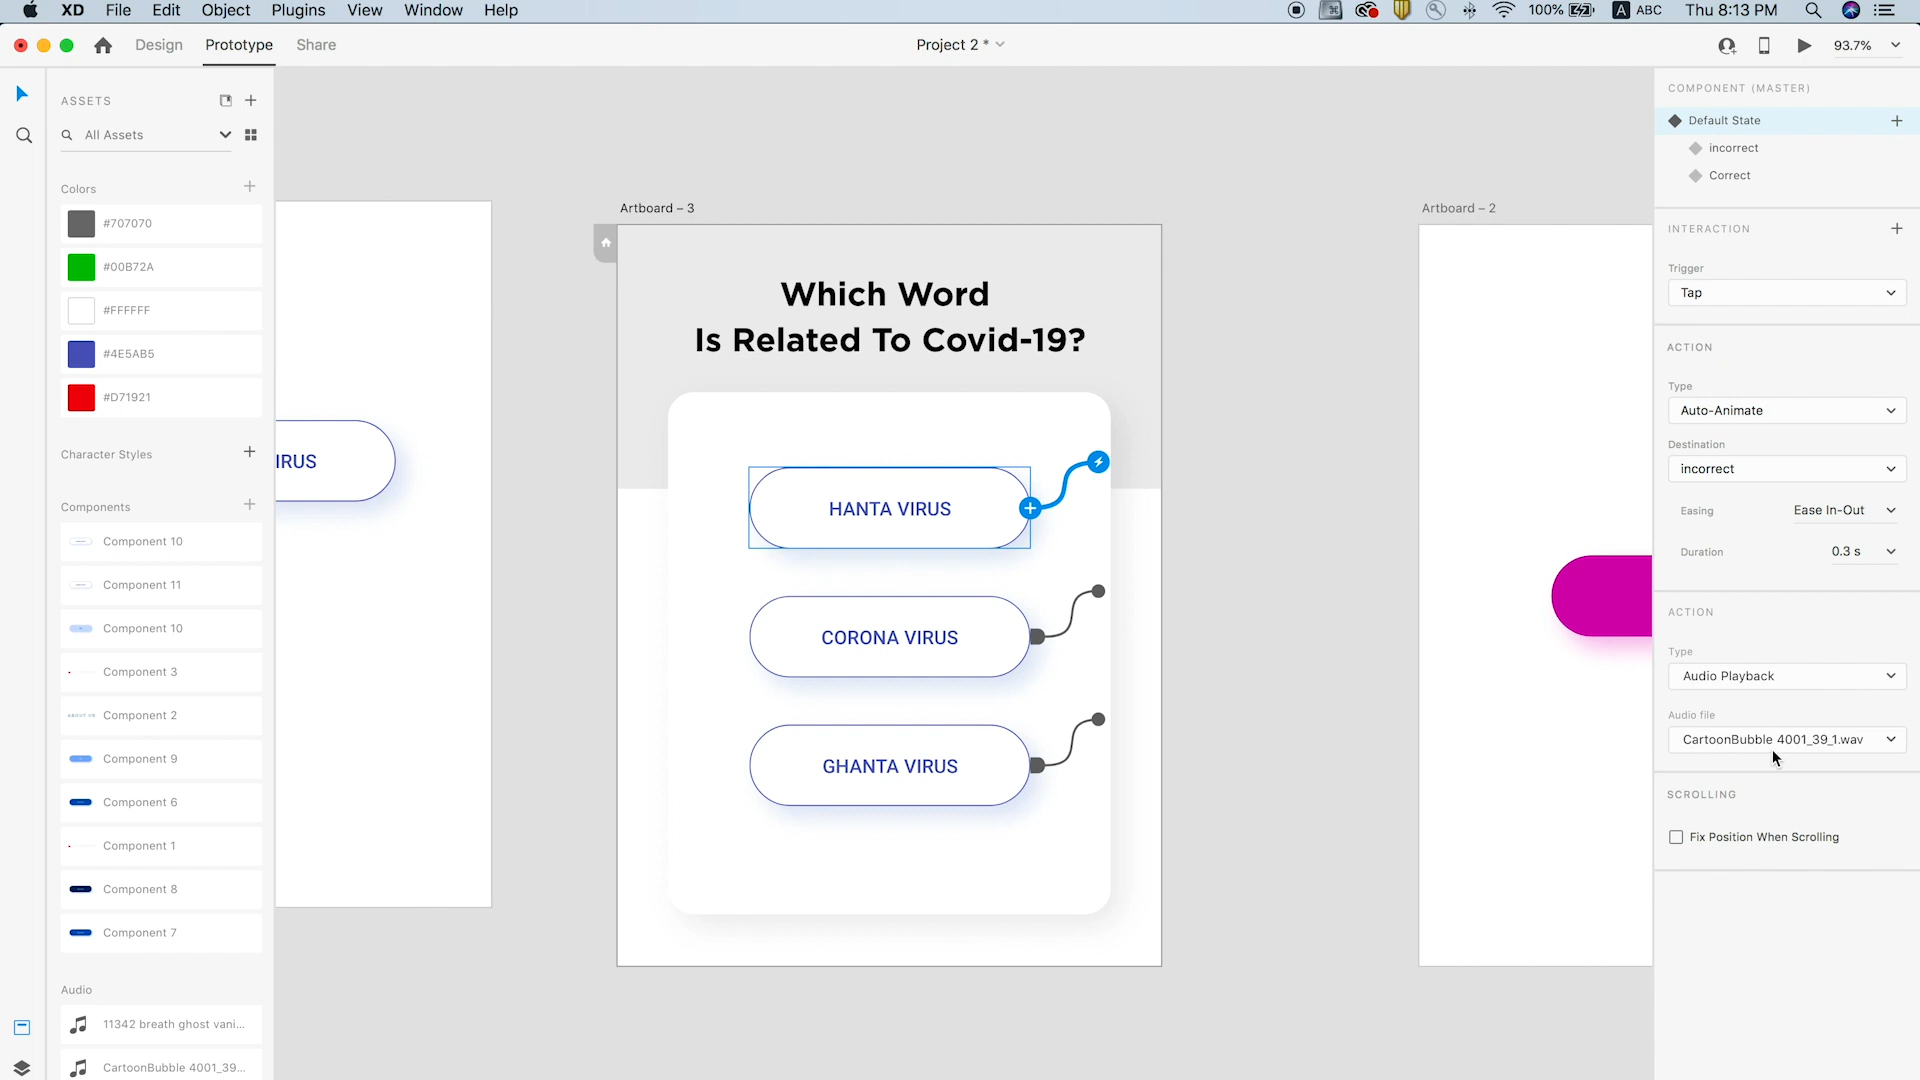 XD File Edit Object Plugins View Window Help
100% A ABC Thu 8:13 PM
Design Prototype Share
Project 2 *
93.7%
ASSETS
All Assets
Colors
#707070
#00B72A
#FFFFFF
#4E5AB5
#D71921
Character Styles
Components
Component 10
Component 11
Component 10
Component 3
ABOUT US Component 2
Component 9
Component 6
Component 1
Component 8
Component 7
Audio
11342 breath ghost vani...
CartoonBubble 4001_39...
IRUS
Artboard – 3
Which Word
Is Related To Covid-19?
HANTA VIRUS
CORONA VIRUS
GHANTA VIRUS
Artboard – 2
COMPONENT (MASTER)
Default State
incorrect
Correct
INTERACTION
Trigger
Tap
ACTION
Type
Auto-Animate
Destination
incorrect
Easing Ease In-Out
Duration 0.3 s
ACTION
Type
Audio Playback
Audio file
CartoonBubble 4001_39_1.wav
SCROLLING
Fix Position When Scrolling